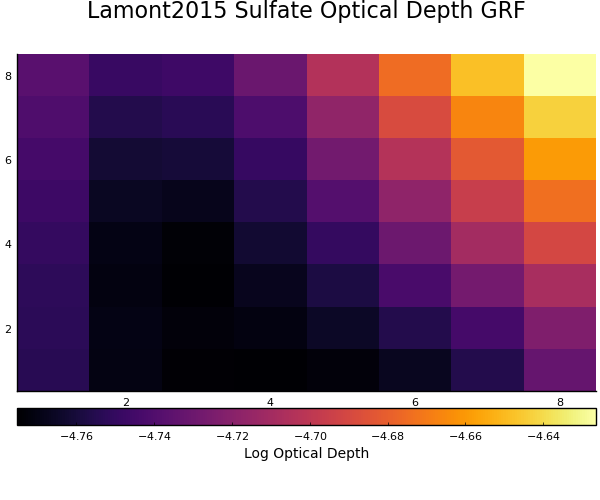 Lamont2015 Sulfate Optical Depth GRF
8
6
4
2
2 4 6 8
−4.76 −4.74 −4.72 −4.70 −4.68 −4.66 −4.64
Log Optical Depth